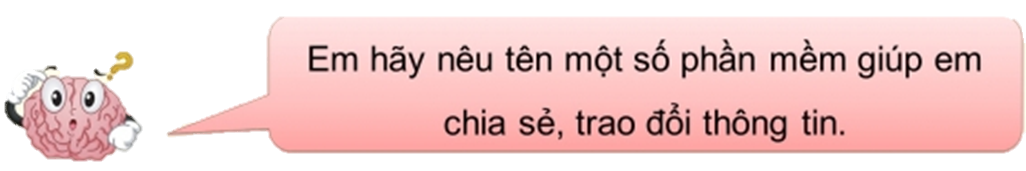 Em hãy nêu tên một số phần mềm giúp em
chia sẻ, trao đổi thông tin.